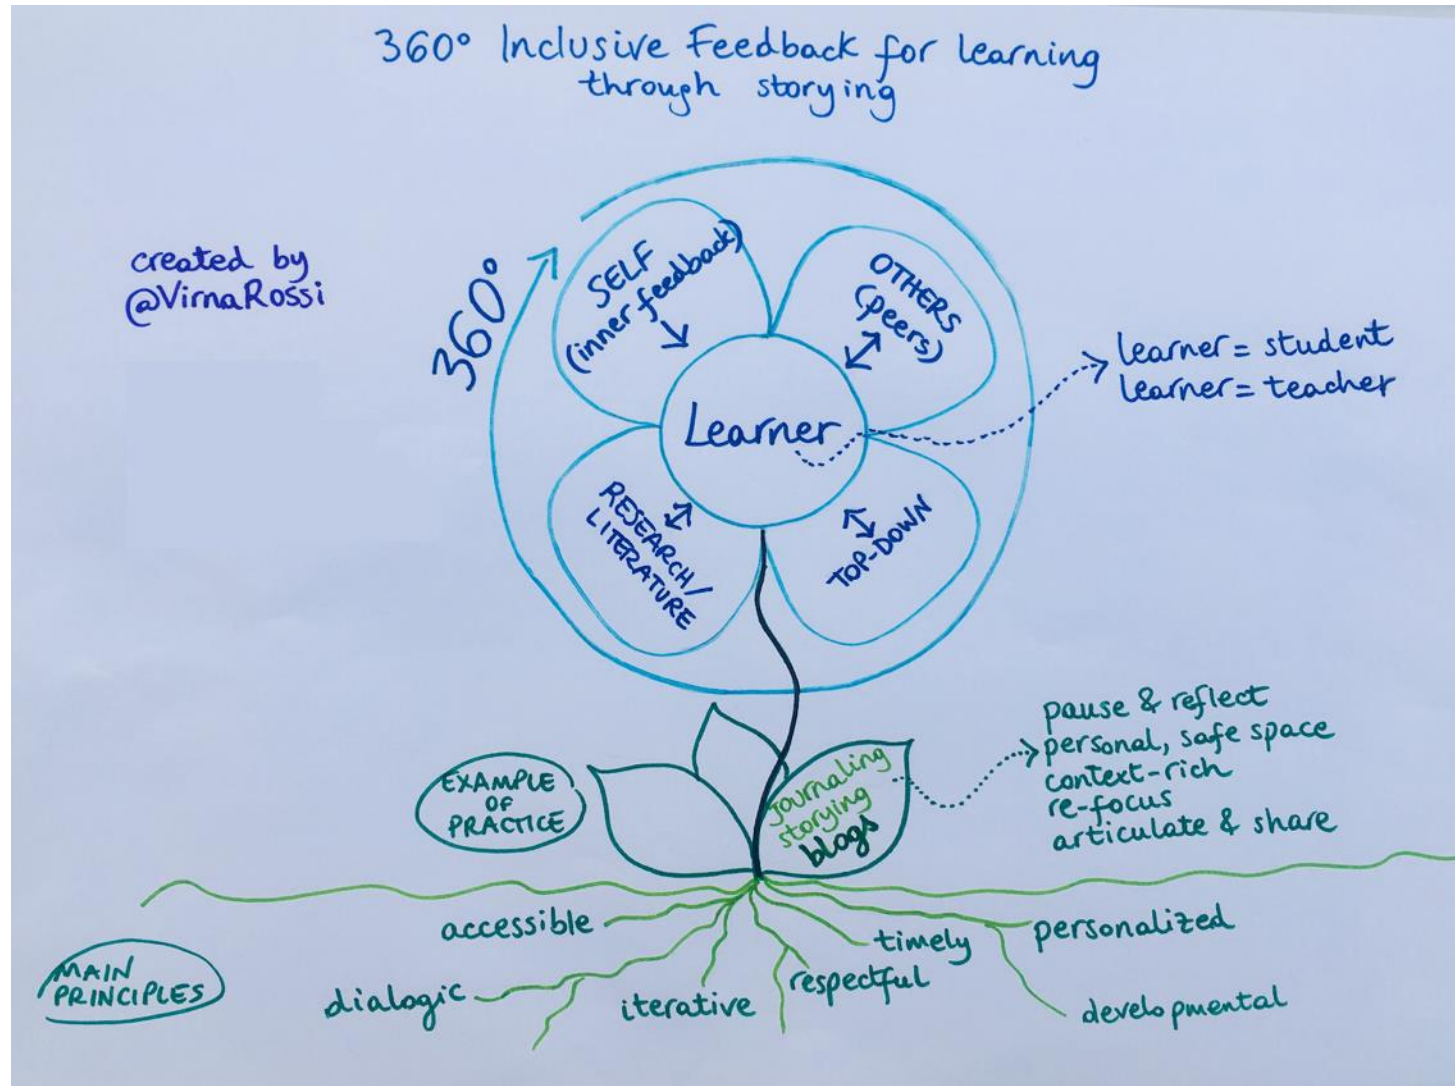 360° Inclusive Feedback for learning
through storying
created by
@VirnaRossi
360°
SELF
(inner feedback)
OTHERS
(peers)
Learner
learner = student
learner = teacher
RESEARCH/
LITERATURE
TOP-DOWN
EXAMPLE
OF
PRACTICE
journaling
storying
blogs
pause & reflect
personal, safe space
context-rich
re-focus
articulate & share
MAIN
PRINCIPLES
accessible
dialogic
iterative
respectful
timely
personalized
developmental